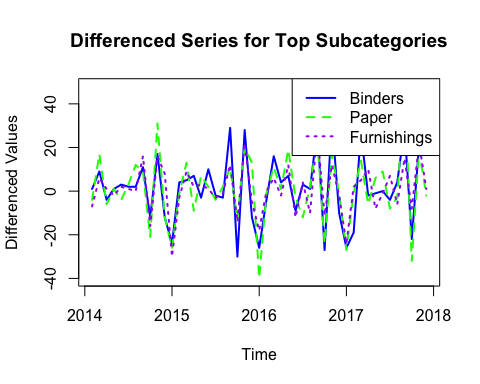 Differenced Series for Top Subcategories
Differenced Values
40
20
0
-20
-40
Binders
Paper
Furnishings
2014
2015
2016
2017
2018
Time